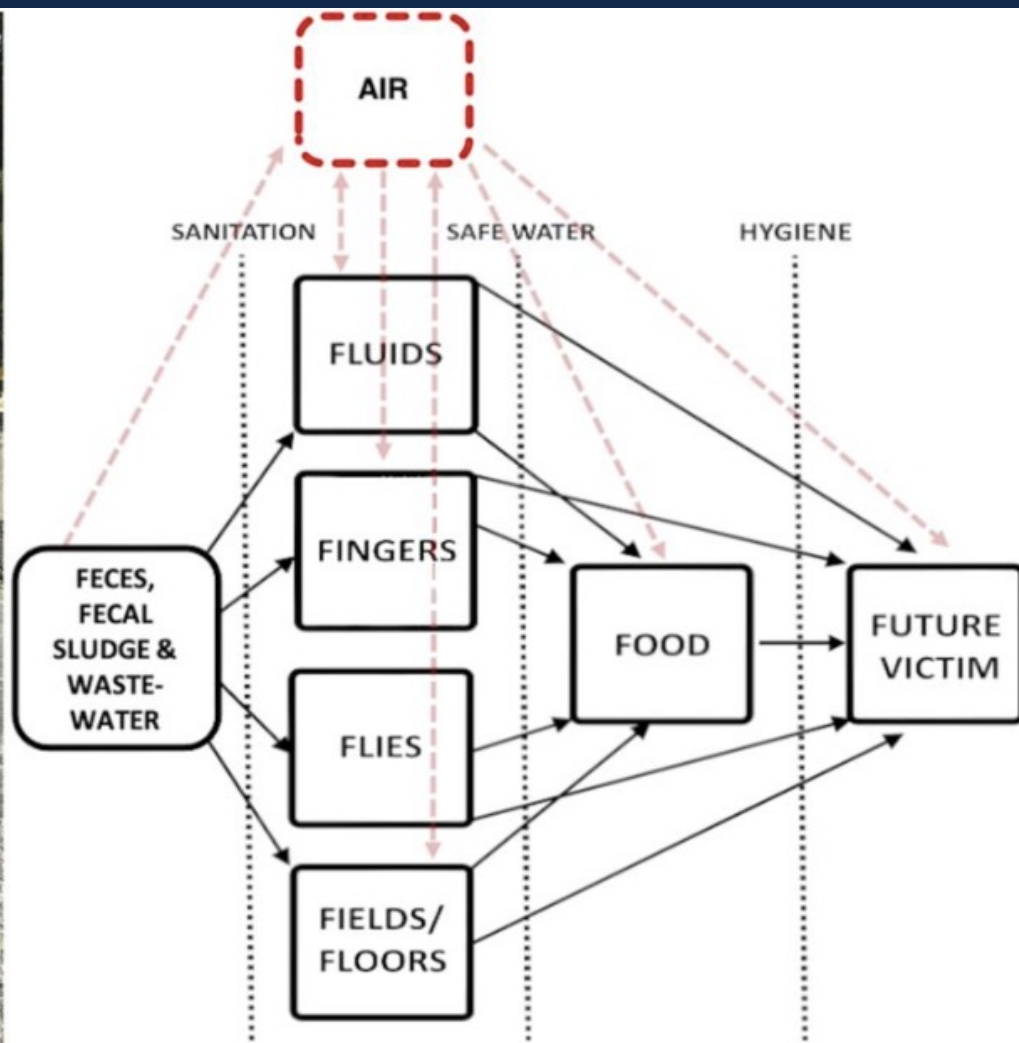 AIR
SANITATION
SAFE WATER
HYGIENE
FLUIDS
FINGERS
FECES,
FECAL
SLUDGE &
WASTE-
WATER
FOOD
FUTURE
VICTIM
FLIES
FIELDS/
FLOORS